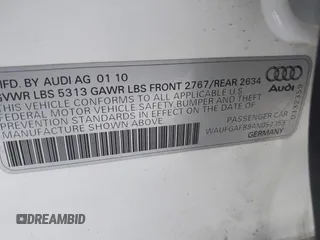 MFD. BY AUDI AG 01 10
GVWR LBS 5313 GAWR LBS FRONT 2767/REAR 2634
THIS VEHICLE CONFORMS TO ALL APPLICABLE
FEDERAL MOTOR VEHICLE SAFETY, BUMPER AND THEFT
PREVENTION STANDARDS IN EFFECT ON THE DATE OF
MANUFACTURE SHOWN ABOVE.
PASSENGER CAR
GERMANY
Audi
DREAMBID